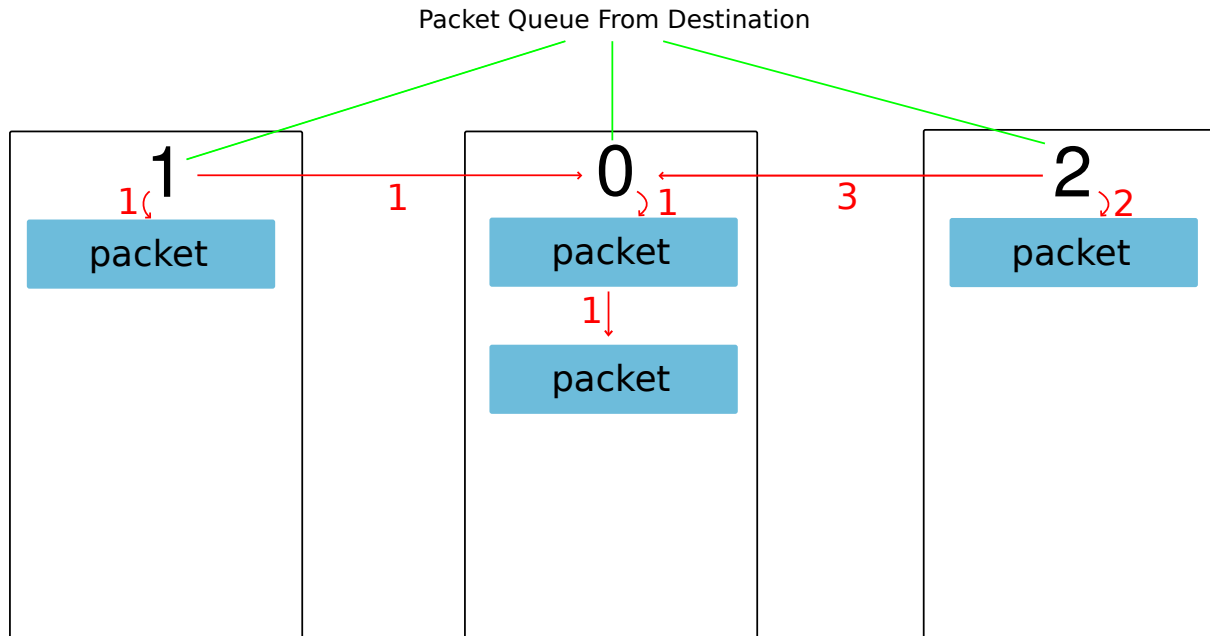 Packet Queue From Destination
1 0 2
1 1 1 3 2
packet packet packet
1
packet